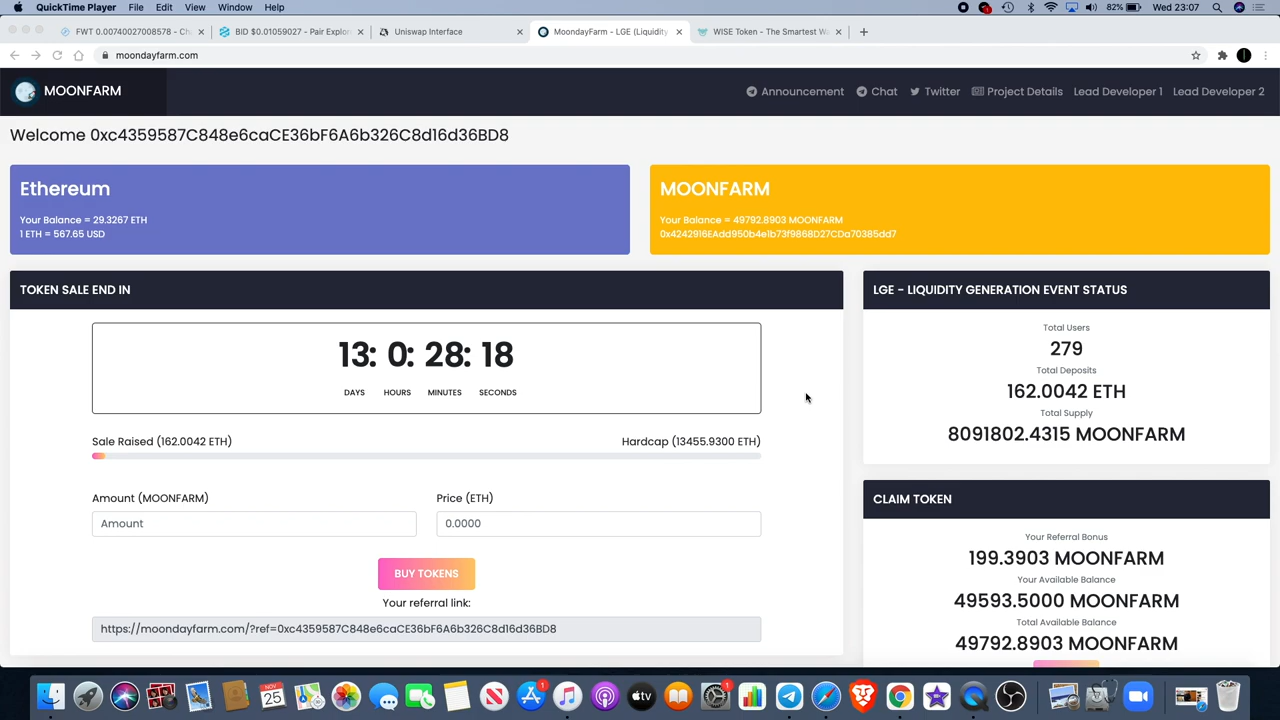 QuickTime Player File Edit View Window Help
82% Wed 23:07
FWT 0.00740027008578 - Ch
BID $0.01059027 - Pair Explor
Uniswap Interface
MoondayFarm - LGE (Liquidity
WISE Token - The Smartest W
moondayfarm.com
MOONFARM
Announcement Chat Twitter Project Details Lead Developer 1 Lead Developer 2
Welcome 0xc4359587C848e6caCE36bF6A6b326C8d16d36BD8
Ethereum
Your Balance = 29.3267 ETH
1 ETH = 567.65 USD
MOONFARM
Your Balance = 49792.8903 MOONFARM
0x4242916EAdd950b4e1b73f9868D27CDa70385dd7
TOKEN SALE END IN
13: 0: 28: 18
DAYS HOURS MINUTES SECONDS
Sale Raised (162.0042 ETH) Hardcap (13455.9300 ETH)
Amount (MOONFARM) Price (ETH)
Amount 0.0000
BUY TOKENS
Your referral link:
https://moondayfarm.com/?ref=0xc4359587C848e6caCE36bF6A6b326C8d16d36BD8
LGE - LIQUIDITY GENERATION EVENT STATUS
Total Users
279
Total Deposits
162.0042 ETH
Total Supply
8091802.4315 MOONFARM
CLAIM TOKEN
Your Referral Bonus
199.3903 MOONFARM
Your Available Balance
49593.5000 MOONFARM
Total Available Balance
49792.8903 MOONFARM
NOV
25
tv
1
1